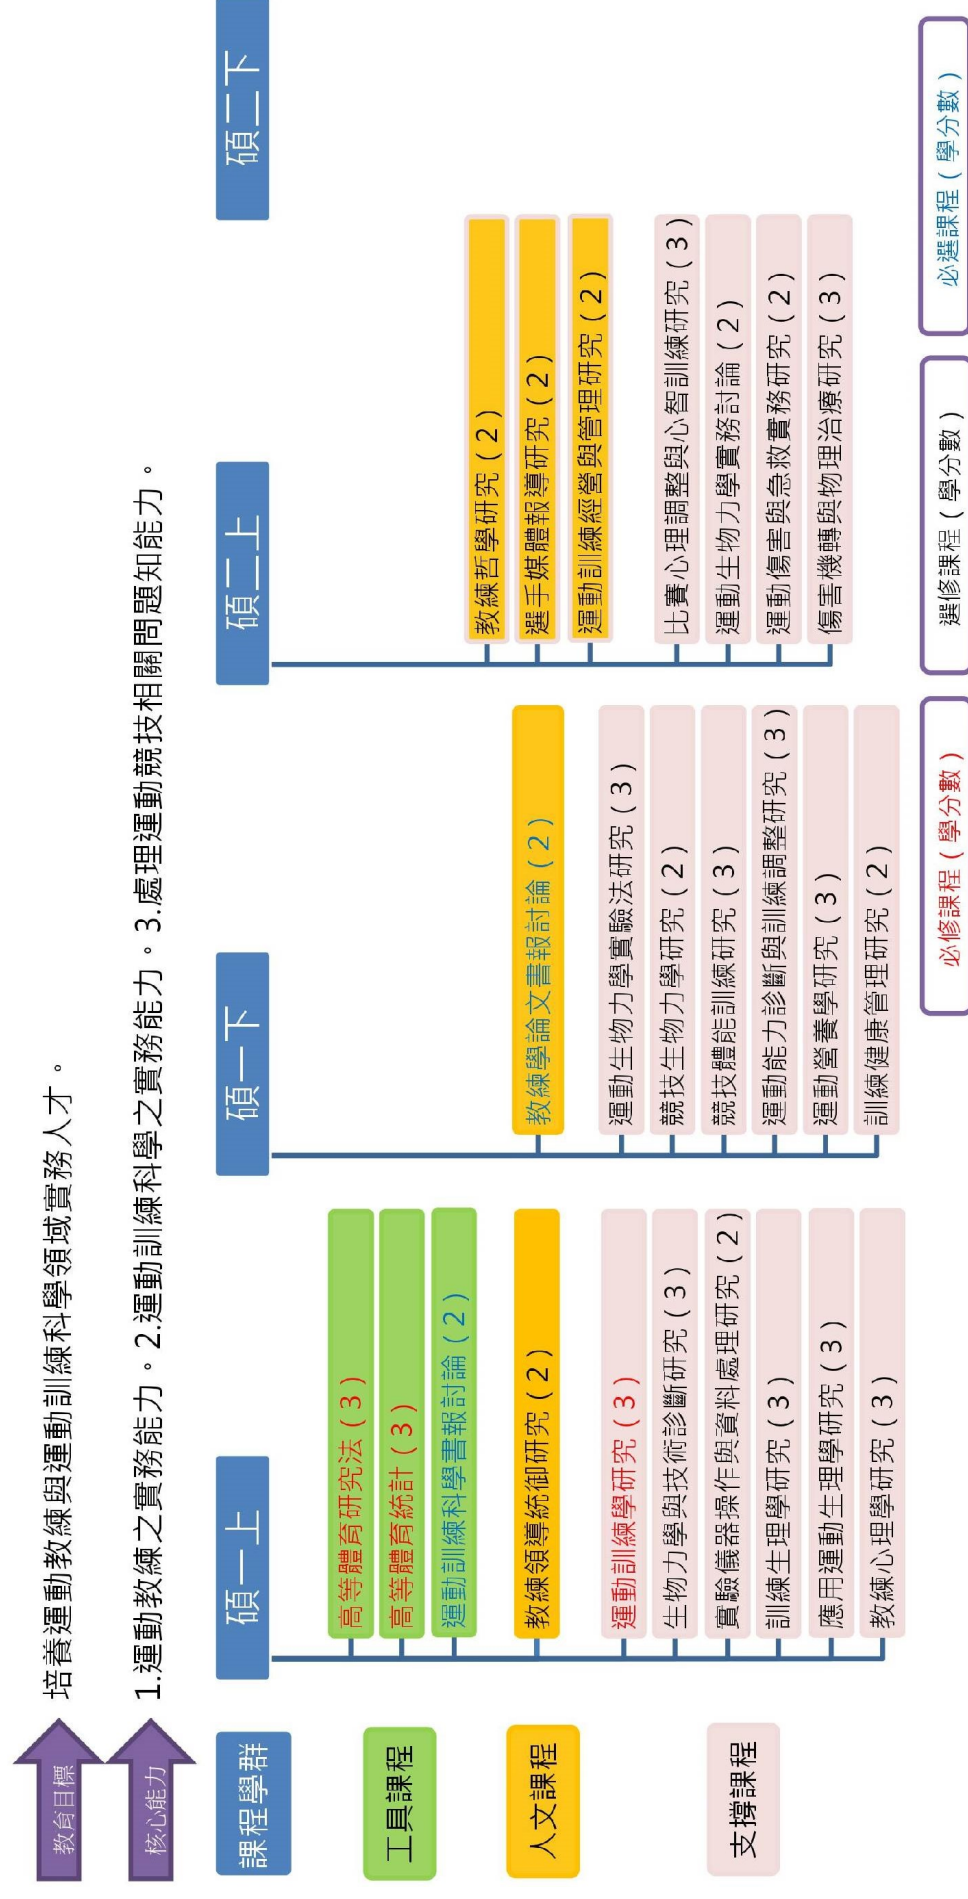 教育目標
培養運動教練與運動訓練科學領域實務人才。
核心能力
1.運動教練之實務能力。2.運動訓練科學之實務能力。3.處理運動競技相關問題知能力。
課程學群
碩一上
碩一下
碩二上
碩二下
工具課程
高等體育研究法(3)
高等體育統計(3)
運動訓練科學書報討論(2)
人文課程
教練領導統御研究(2)
教練學論文書報討論(2)
教練哲學研究(2)
選手媒體報導研究(2)
運動訓練經營與管理研究(2)
支撐課程
運動訓練學研究(3)
生物力學與技術診斷研究(3)
實驗儀器操作與資料處理研究(2)
訓練生理學研究(3)
應用運動生理學研究(3)
教練心理學研究(3)
運動生物力學實驗法研究(3)
競技生物力學研究(2)
競技體能訓練研究(3)
運動能力診斷與訓練調整研究(3)
運動營養學研究(3)
訓練健康管理研究(2)
比賽心理調整與心智訓練研究(3)
運動生物力學實務討論(2)
運動傷害與急救實務研究(2)
傷害機轉與物理治療研究(3)
必修課程(學分數)
選修課程(學分數)
必選課程(學分數)